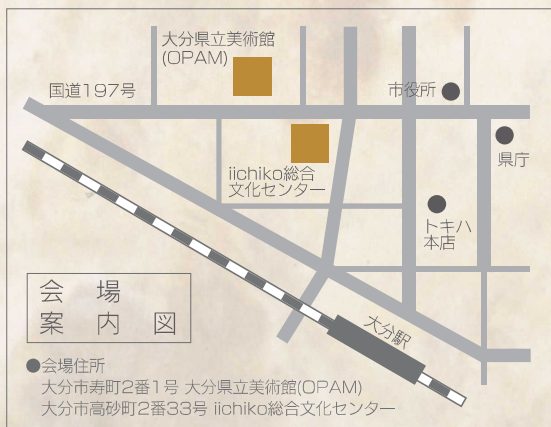 大分県立美術館
(OPAM)
国道197号
市役所
県庁
iichiko総合
文化センター
トキハ
本店
大分駅
会場
案内図
●会場住所
大分市寿町2番1号 大分県立美術館(OPAM)
大分市高砂町2番33号 iichiko総合文化センター